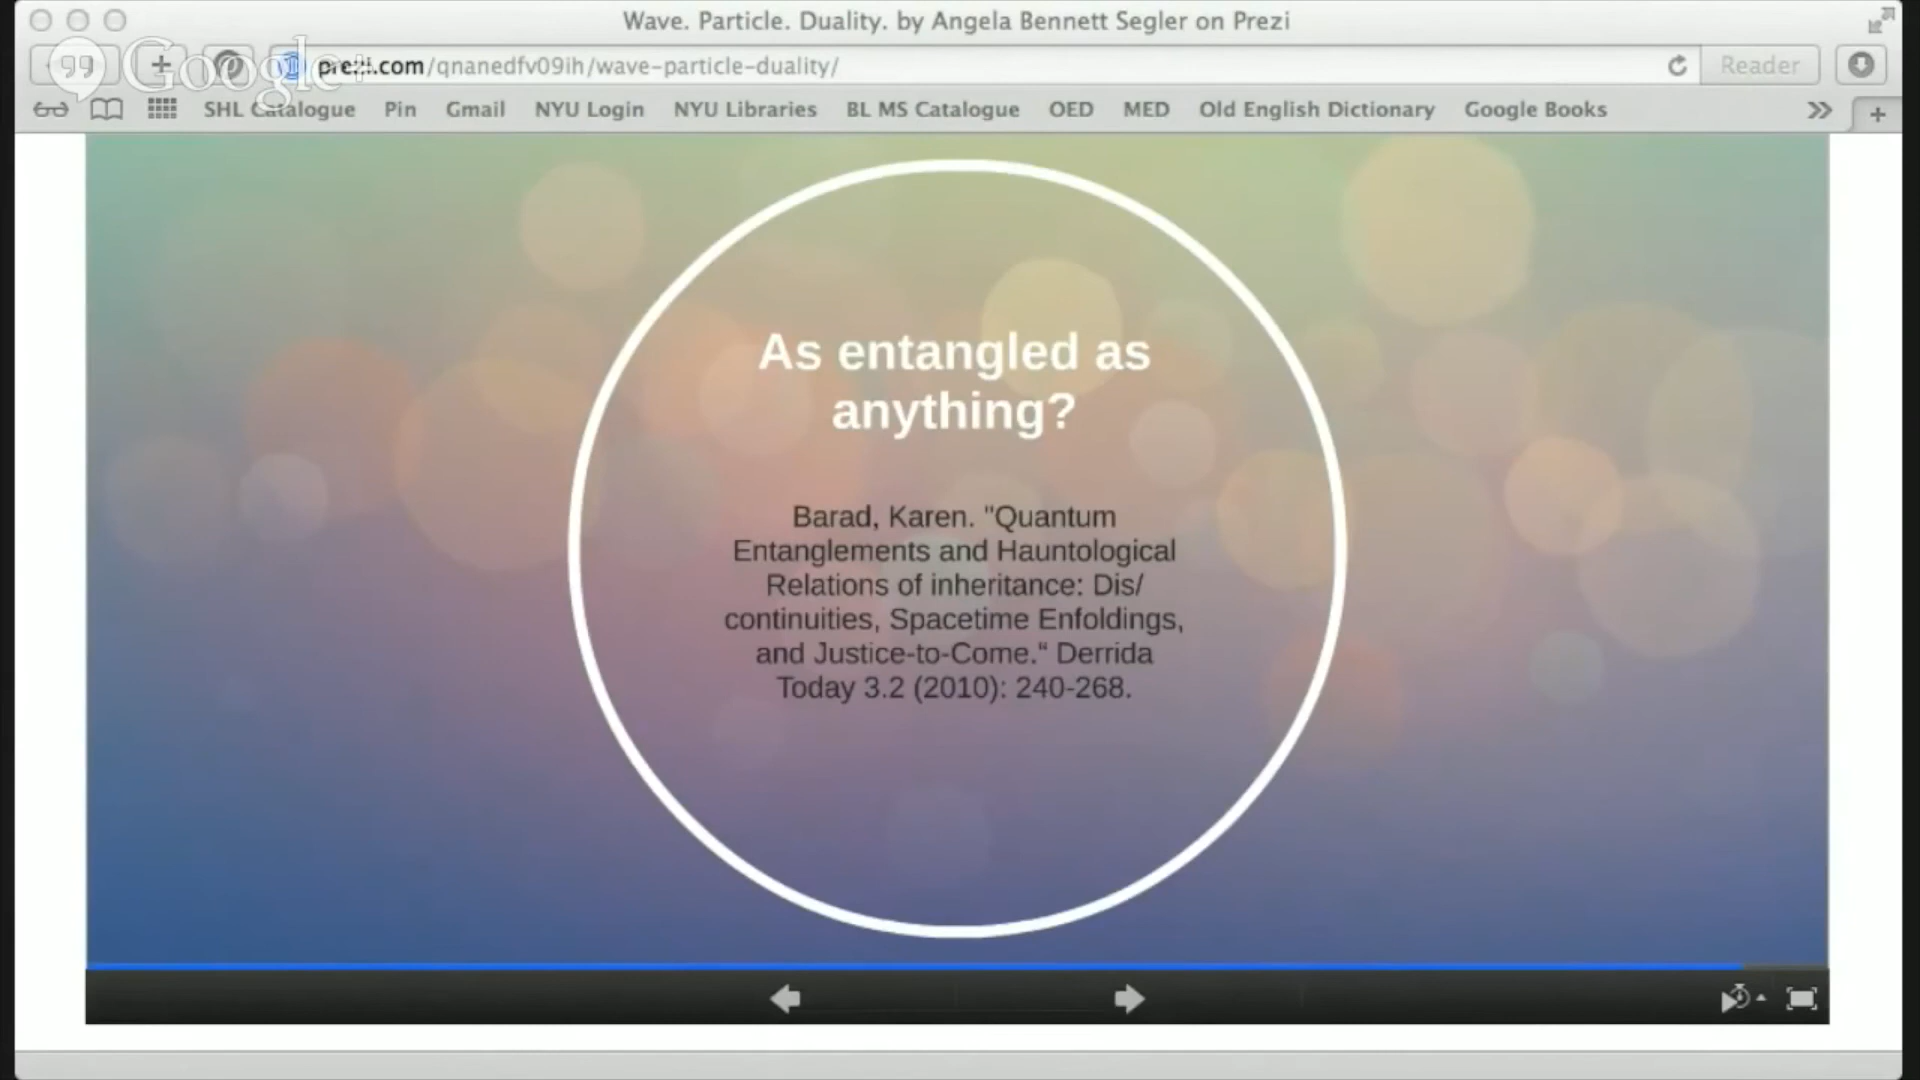 Wave. Particle. Duality. by Angela Bennett Segler on Prezi
Google+
prezi.com/qnanedfv09ih/wave-particle-duality/
Reader
SHL Catalogue Pin Gmail NYU Login NYU Libraries BL MS Catalogue OED MED Old English Dictionary Google Books
As entangled as
anything?
Barad, Karen. "Quantum
Entanglements and Hauntological
Relations of inheritance: Dis/
continuities, Spacetime Enfoldings,
and Justice-to-Come.“ Derrida
Today 3.2 (2010): 240-268.